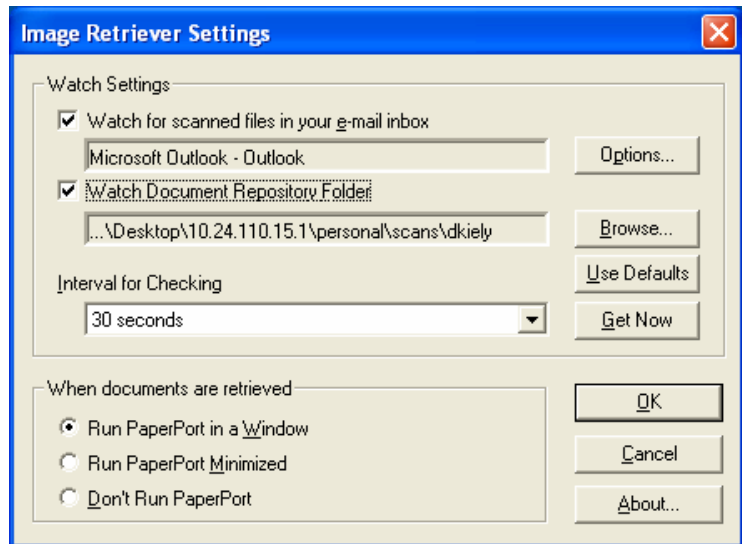 Image Retriever Settings
Watch Settings
Watch for scanned files in your e-mail inbox
Microsoft Outlook - Outlook
Options...
Watch Document Repository Folder
...\Desktop\10.24.110.15.1\personal\scans\dkiely
Browse...
Use Defaults
Interval for Checking
30 seconds
Get Now
When documents are retrieved
Run PaperPort in a Window
Run PaperPort Minimized
Don't Run PaperPort
OK
Cancel
About...